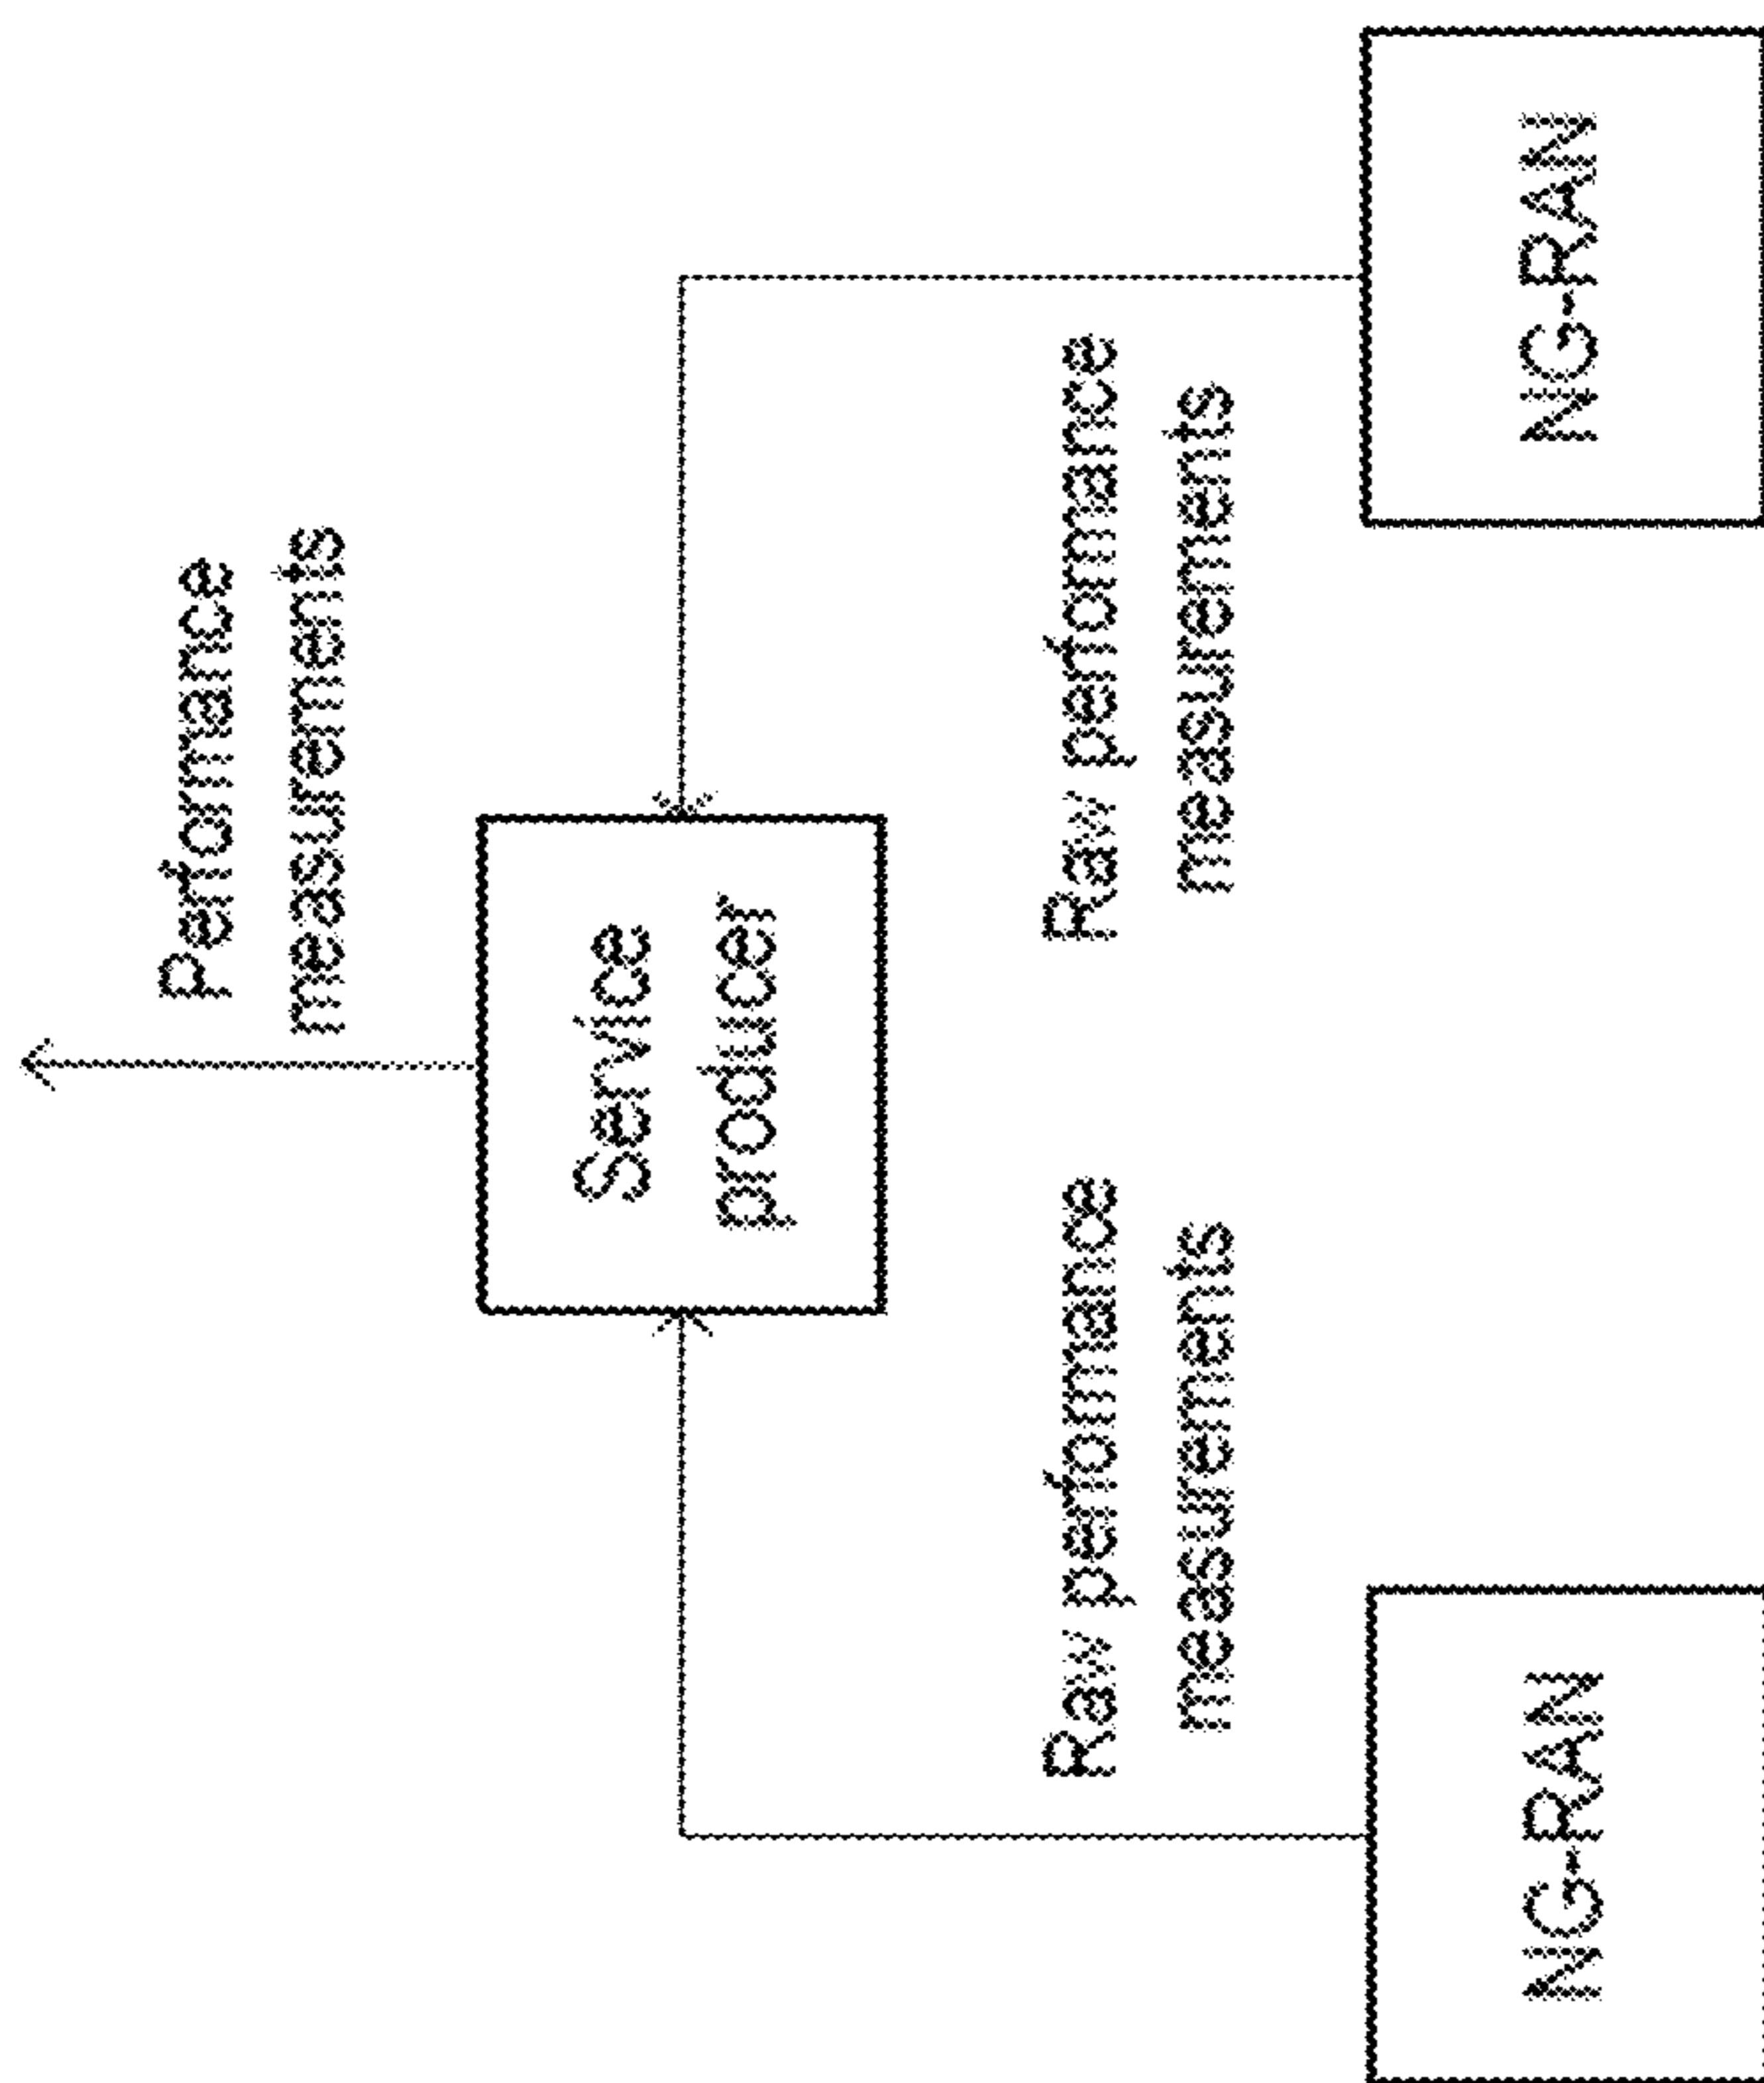 Performance
measurements
Service
producer
Raw performance
measurements
Raw performance
measurements
NG-RAN
NG-RAN